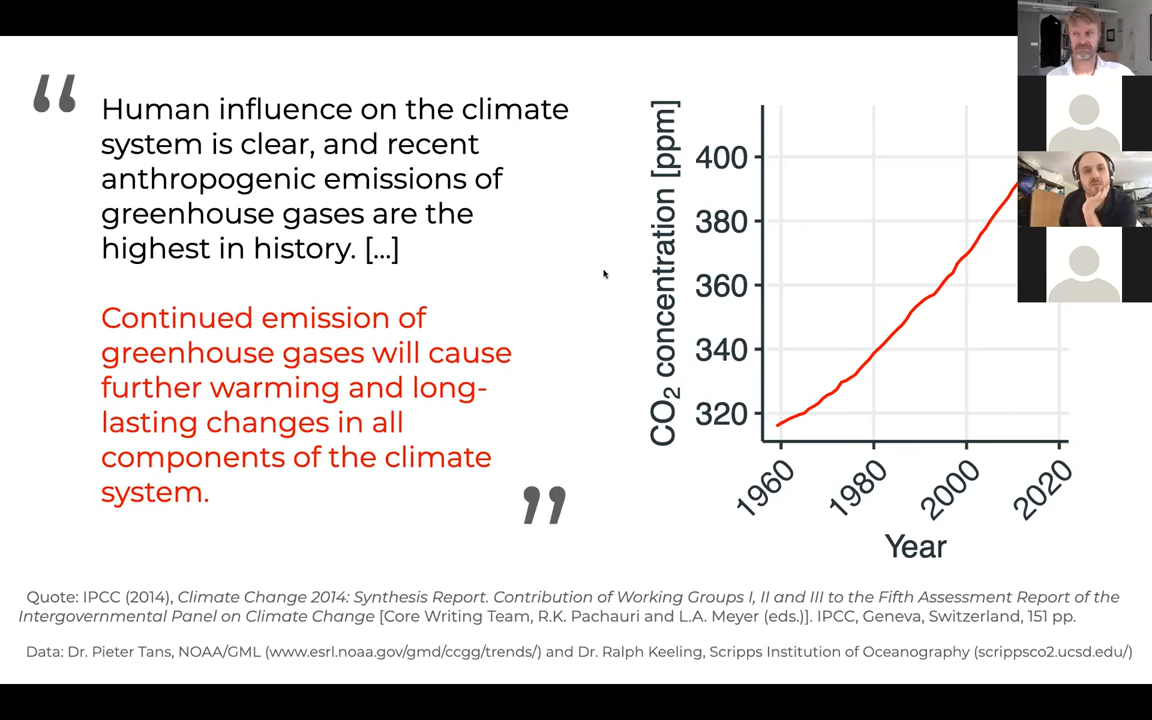 “
Human influence on the climate
system is clear, and recent
anthropogenic emissions of
greenhouse gases are the
highest in history. [...]
Continued emission of
greenhouse gases will cause
further warming and long-
lasting changes in all
components of the climate
system.
”
CO₂ concentration [ppm]
400
380
360
340
320
1960
1980
2000
2020
Year
Quote: IPCC (2014), Climate Change 2014: Synthesis Report. Contribution of Working Groups I, II and III to the Fifth Assessment Report of the
Intergovernmental Panel on Climate Change [Core Writing Team, R.K. Pachauri and L.A. Meyer (eds.)]. IPCC, Geneva, Switzerland, 151 pp.
Data: Dr. Pieter Tans, NOAA/GML (www.esrl.noaa.gov/gmd/ccgg/trends/) and Dr. Ralph Keeling, Scripps Institution of Oceanography (scrippsco2.ucsd.edu/)